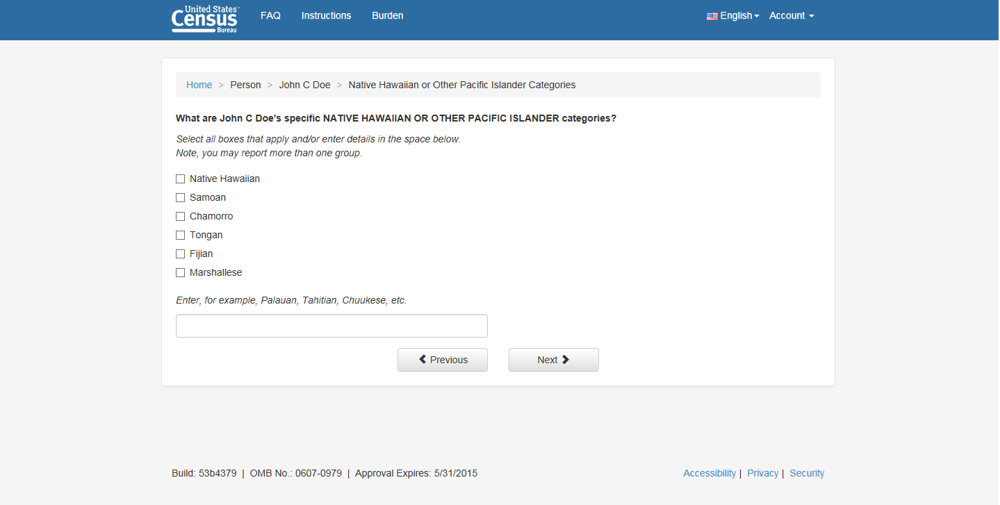 United States™
Census
Bureau
FAQ Instructions Burden English Account
Home > Person > John C Doe > Native Hawaiian or Other Pacific Islander Categories
What are John C Doe's specific NATIVE HAWAIIAN OR OTHER PACIFIC ISLANDER categories?
Select all boxes that apply and/or enter details in the space below.
Note, you may report more than one group.
Native Hawaiian
Samoan
Chamorro
Tongan
Fijian
Marshallese
Enter, for example, Palauan, Tahitian, Chuukese, etc.
Previous Next
Build: 53b4379 | OMB No.: 0607-0979 | Approval Expires: 5/31/2015 Accessibility | Privacy | Security